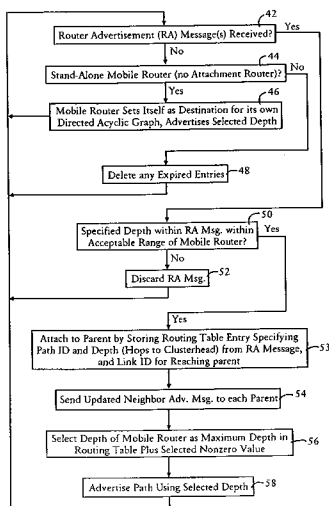 42
Router Advertisement (RA) Message(s) Received?
Yes
No
44
Stand-Alone Mobile Router (no Attachment Router)?
No
Yes
46
Mobile Router Sets Itself as Destination for its own
Directed Acyclic Graph, Advertises Selected Depth
Delete any Expired Entries
48
50
Specified Depth within RA Msg. within
Acceptable Range of Mobile Router?
Yes
No
52
Discard RA Msg.
Yes
Attach to Parent by Storing Routing Table Entry Specifying
Path ID and Depth (Hops to Clusterhead) from RA Message,
and Link ID for Reaching parent
53
Send Updated Neighbor Adv. Msg. to each Parent
54
Select Depth of Mobile Router as Maximum Depth in
Routing Table Plus Selected Nonzero Value
56
Advertise Path Using Selected Depth
58